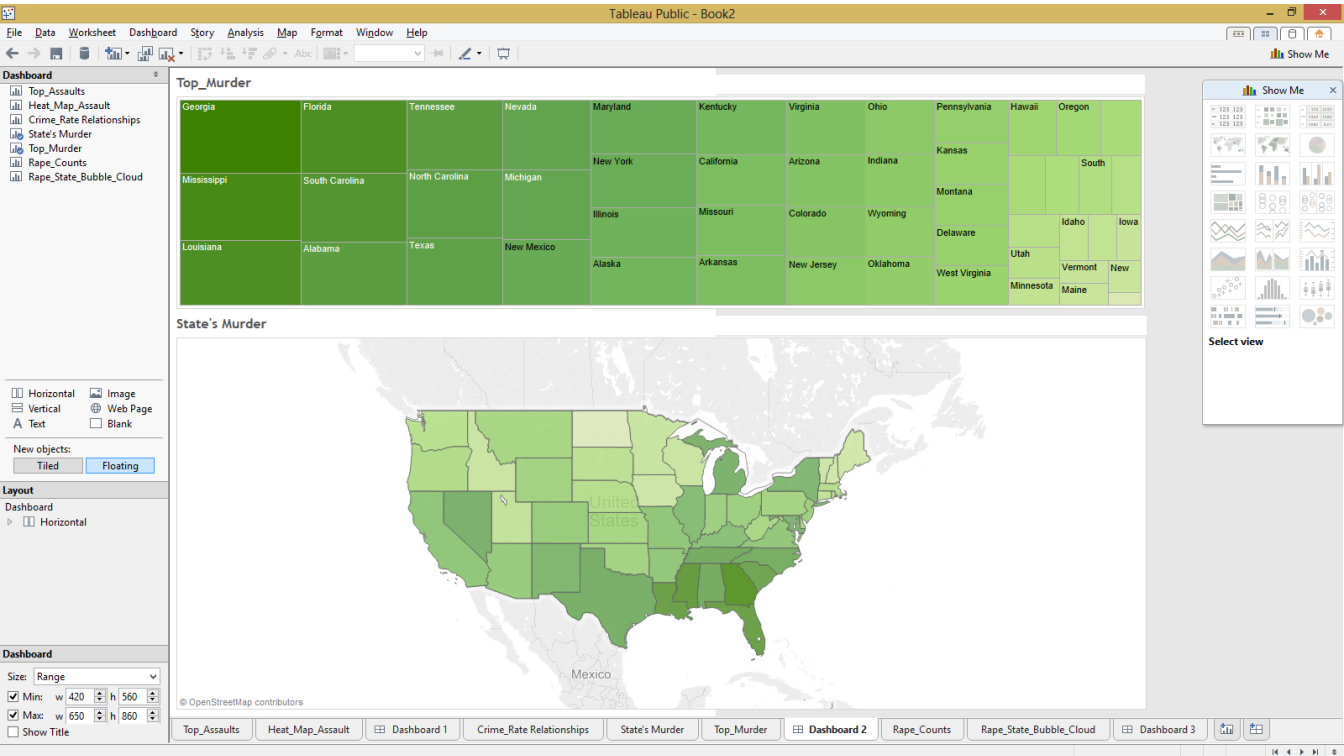 Tableau Public - Book2
File Data Worksheet Dashboard Story Analysis Map Format Window Help
Abc
Show Me
Dashboard
Top_Assaults
Heat_Map_Assault
Crime_Rate Relationships
State's Murder
Top_Murder
Rape_Counts
Rape_State_Bubble_Cloud
Horizontal Image
Vertical Web Page
A Text Blank
New objects:
Tiled Floating
Layout
Dashboard
Horizontal
Dashboard
Size: Range
Min: w 420 h 560
Max: w 650 h 860
Show Title
Top_Murder
Georgia Florida Tennessee Nevada Maryland Kentucky Virginia Ohio Pennsylvania Hawaii Oregon
Kansas
New York California Arizona Indiana South
Mississippi South Carolina North Carolina Michigan
Montana
Illinois Missouri Colorado Wyoming
Idaho Iowa
Delaware
Louisiana Alabama Texas New Mexico
Utah
Alaska Arkansas New Jersey Oklahoma
Vermont New
West Virginia
Minnesota Maine
State's Murder
United
States
Mexico
© OpenStreetMap contributors
Show Me
Select view
Top_Assaults Heat_Map_Assault Dashboard 1 Crime_Rate Relationships State's Murder Top_Murder Dashboard 2 Rape_Counts Rape_State_Bubble_Cloud Dashboard 3